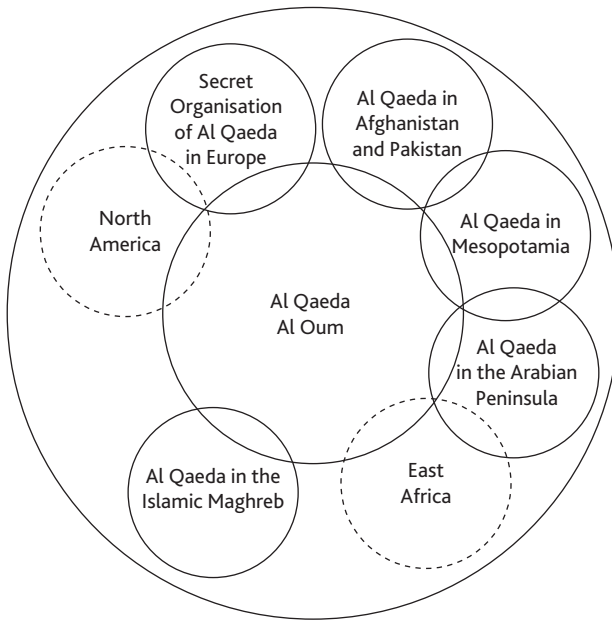 Secret
Organisation
of Al Qaeda
in Europe
Al Qaeda in
Afghanistan
and Pakistan
North
America
Al Qaeda in
Mesopotamia
Al Qaeda
Al Oum
Al Qaeda
in the Arabian
Peninsula
Al Qaeda in the
Islamic Maghreb
East
Africa